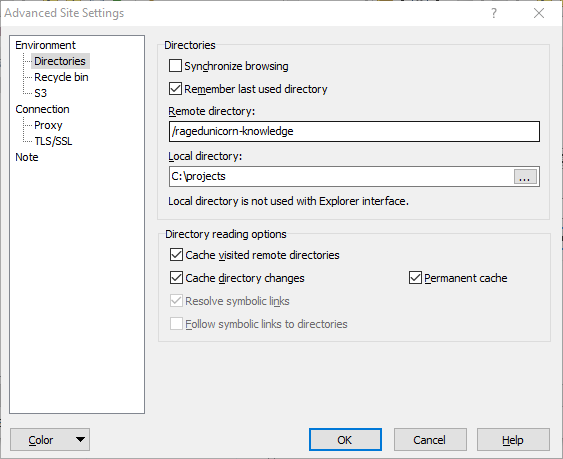 Advanced Site Settings
?
Environment
Directories
Recycle bin
S3
Connection
Proxy
TLS/SSL
Note
Directories
Synchronize browsing
Remember last used directory
Remote directory:
/ragedunicorn-knowledge
Local directory:
C:\projects
...
Local directory is not used with Explorer interface.
Directory reading options
Cache visited remote directories
Cache directory changes
Permanent cache
Resolve symbolic links
Follow symbolic links to directories
Color
OK
Cancel
Help